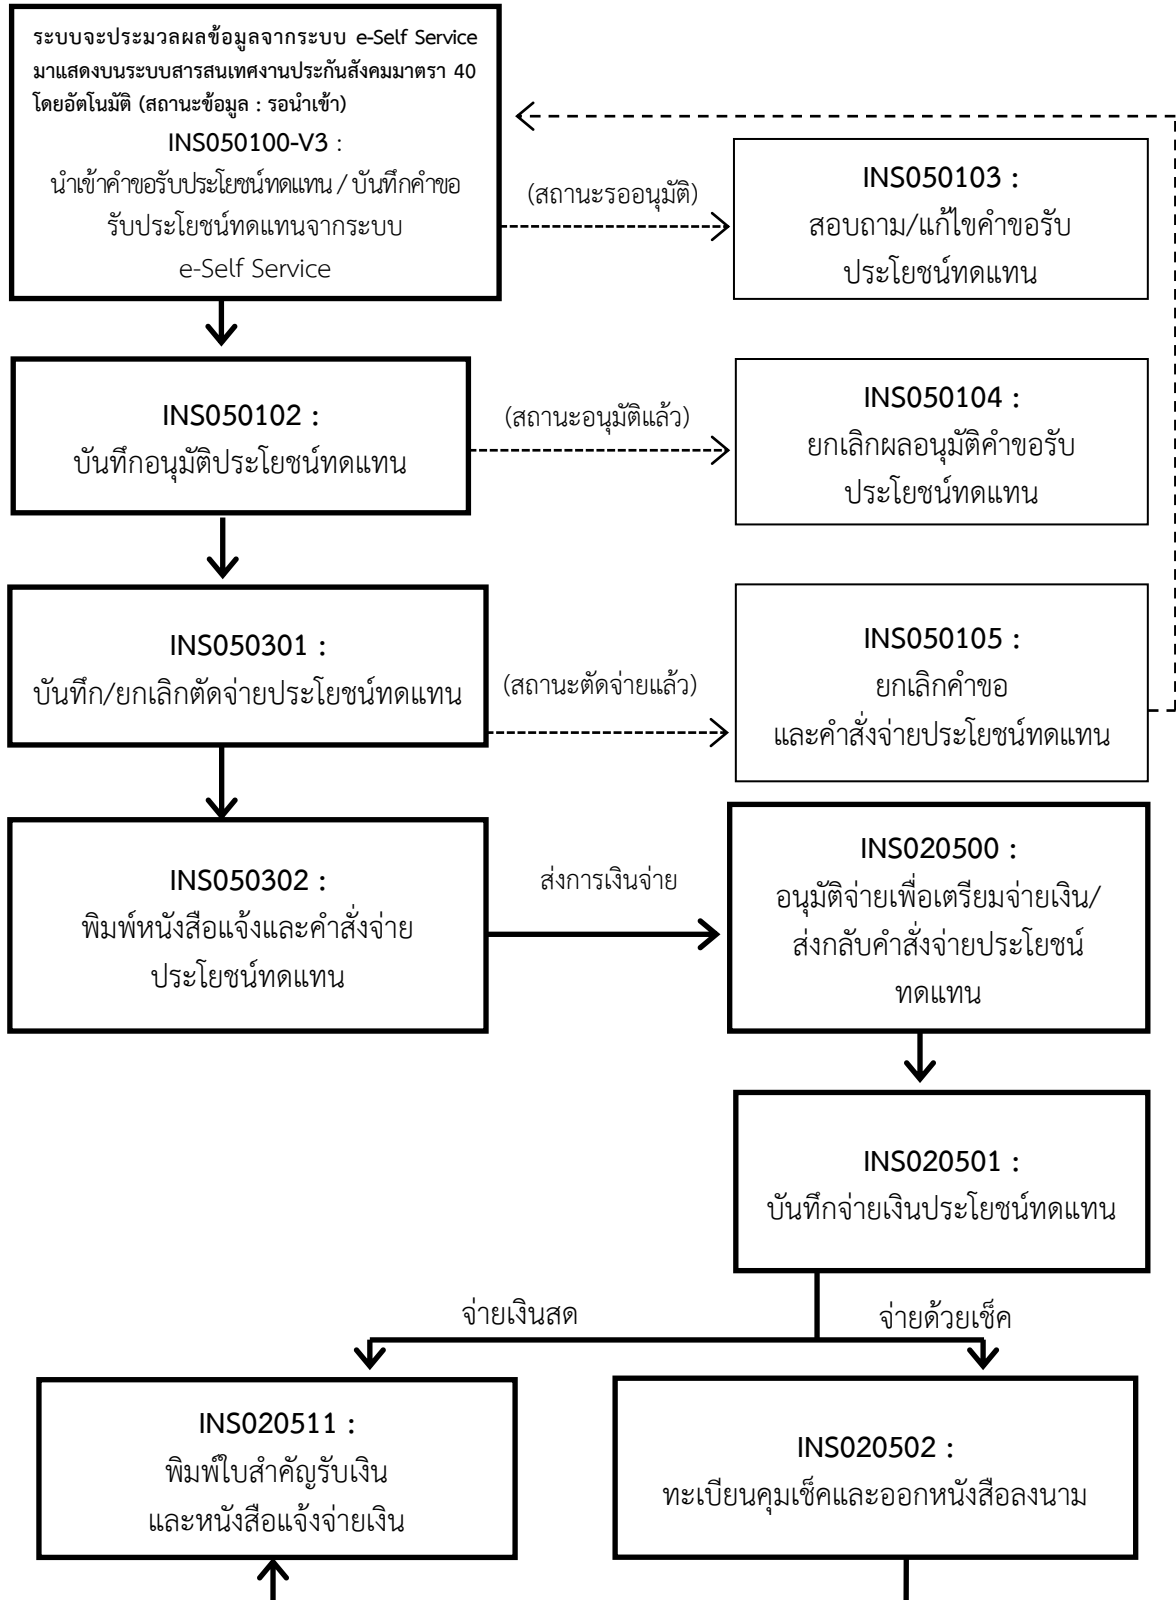 ระบบจะประมวลผลข้อมูลจากระบบ e-Self Service
มาแสดงบนระบบสารสนเทศงานประกันสังคมมาตรา 40
โดยอัตโนมัติ (สถานะข้อมูล : รอนำเข้า)
INS050100-V3 :
นำเข้าคำขอรับประโยชน์ทดแทน / บันทึกคำขอ
รับประโยชน์ทดแทนจากระบบ
e-Self Service
(สถานะรออนุมัติ)
INS050103 :
สอบถาม/แก้ไขคำขอรับ
ประโยชน์ทดแทน
INS050102 :
บันทึกอนุมัติประโยชน์ทดแทน
(สถานะอนุมัติแล้ว)
INS050104 :
ยกเลิกผลอนุมัติคำขอรับ
ประโยชน์ทดแทน
INS050301 :
บันทึก/ยกเลิกตัดจ่ายประโยชน์ทดแทน
(สถานะตัดจ่ายแล้ว)
INS050105 :
ยกเลิกคำขอ
และคำสั่งจ่ายประโยชน์ทดแทน
INS050302 :
พิมพ์หนังสือแจ้งและคำสั่งจ่าย
ประโยชน์ทดแทน
ส่งการเงินจ่าย
INS020500 :
อนุมัติจ่ายเพื่อเตรียมจ่ายเงิน/
ส่งกลับคำสั่งจ่ายประโยชน์
ทดแทน
INS020501 :
บันทึกจ่ายเงินประโยชน์ทดแทน
จ่ายเงินสด
จ่ายด้วยเช็ค
INS020511 :
พิมพ์ใบสำคัญรับเงิน
และหนังสือแจ้งจ่ายเงิน
INS020502 :
ทะเบียนคุมเช็คและออกหนังสือลงนาม